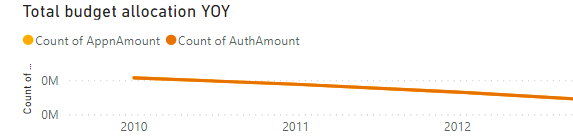 Total budget allocation YOY
Count of AppnAmount Count of AuthAmount
Count of ...
0M
0M
2010 2011 2012